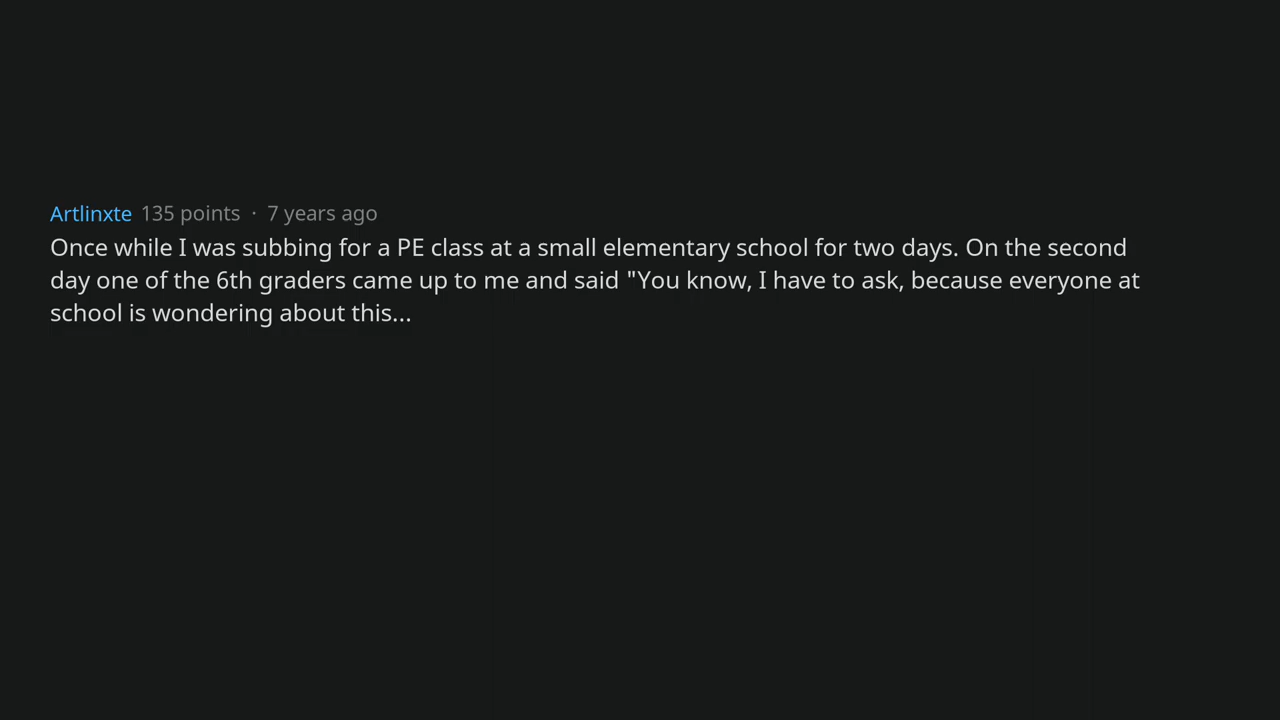 Artlinxte 135 points · 7 years ago
Once while I was subbing for a PE class at a small elementary school for two days. On the second
day one of the 6th graders came up to me and said "You know, I have to ask, because everyone at
school is wondering about this...